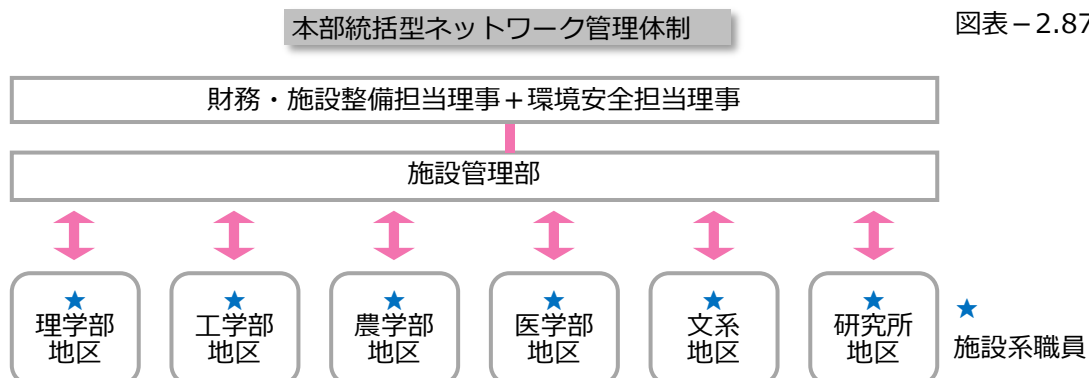 本部統括型ネットワーク管理体制
図表－2.87
財務・施設整備担当理事＋環境安全担当理事
施設管理部
★
理学部
地区
★
工学部
地区
★
農学部
地区
★
医学部
地区
★
文系
地区
★
研究所
地区
★
施設系職員